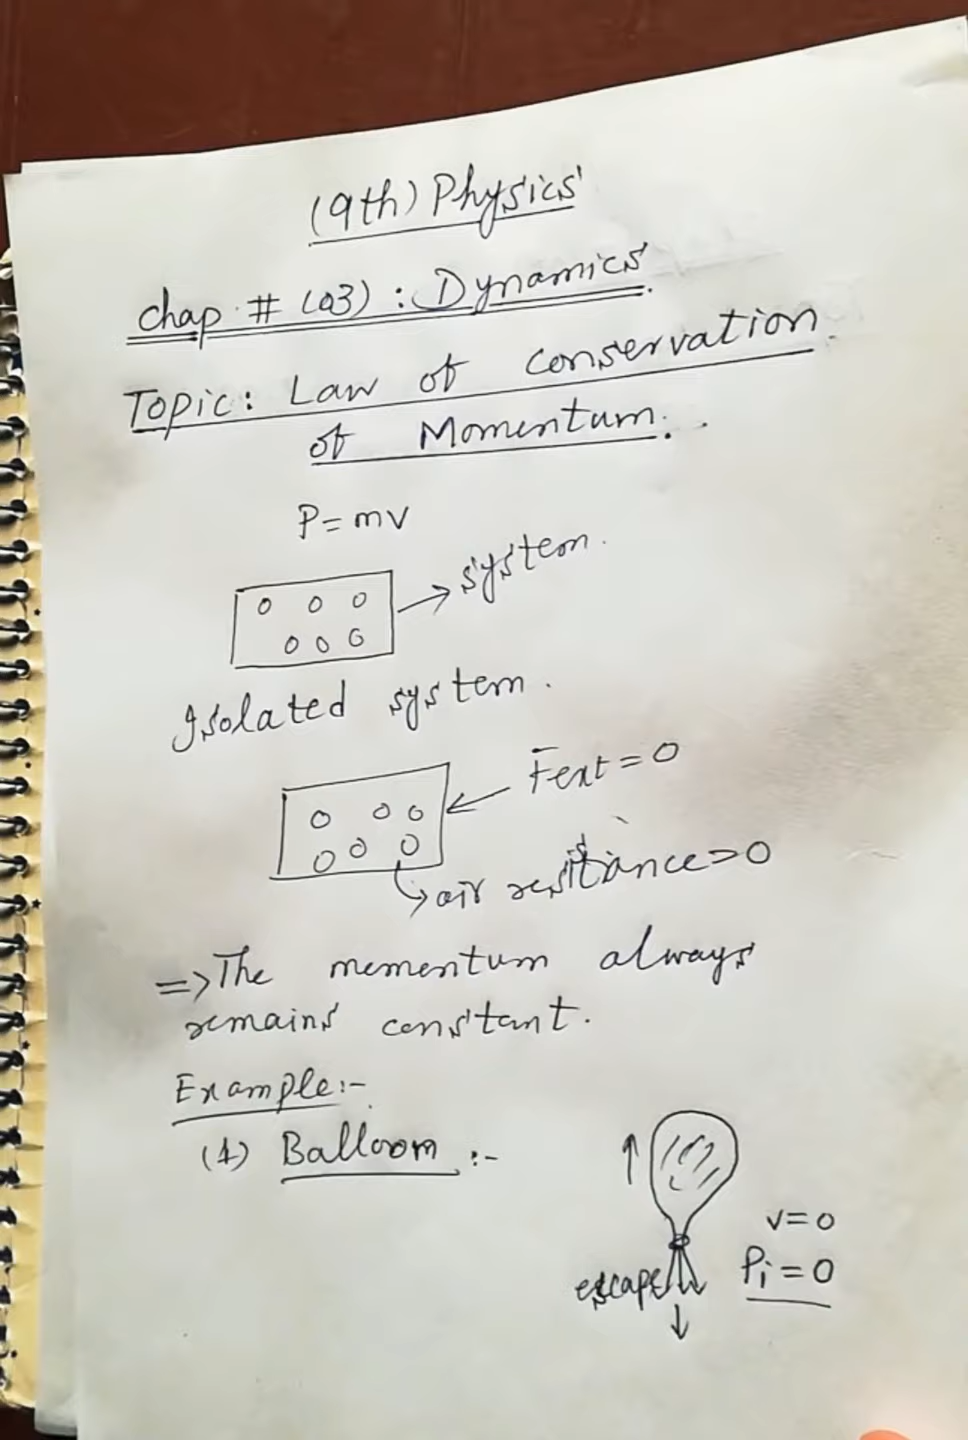 (9th) Physics
chap # (03) : Dynamics.
Topic: Law of conservation
of Momentum.
P = mv
system.
Isolated system.
Fext = 0
air resistance = 0
=> The momentum always
remains constant.
Example:-
(1) Balloom :-
v = 0
escape
Pi = 0